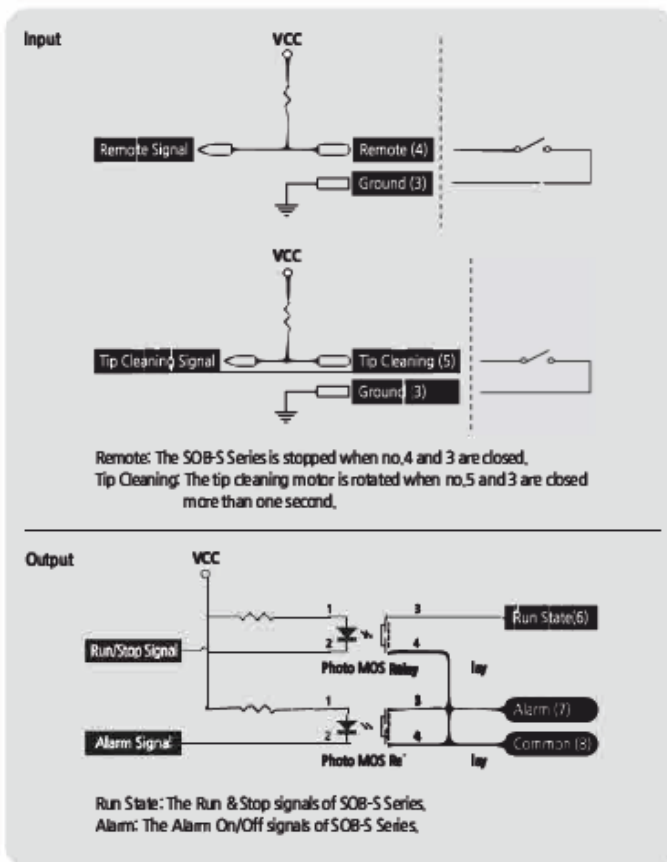 Input
VCC
Remote Signal
Remote (4)
Ground (3)
VCC
Tip Cleaning Signal
Tip Cleaning (5)
Ground (3)
Remote: The SOB-S Series is stopped when no.4 and 3 are closed.
Tip Cleaning: The tip cleaning motor is rotated when no.5 and 3 are closed
more than one second.
Output
VCC
1
3
Run State(6)
Run/Stop Signal
2
4
Photo MOS Relay
lay
1
3
Alarm (7)
Alarm Signal
2
4
Common (8)
Photo MOS Re
lay
Run State: The Run & Stop signals of SOB-S Series.
Alarm: The Alarm On/Off signals of SOB-S Series.